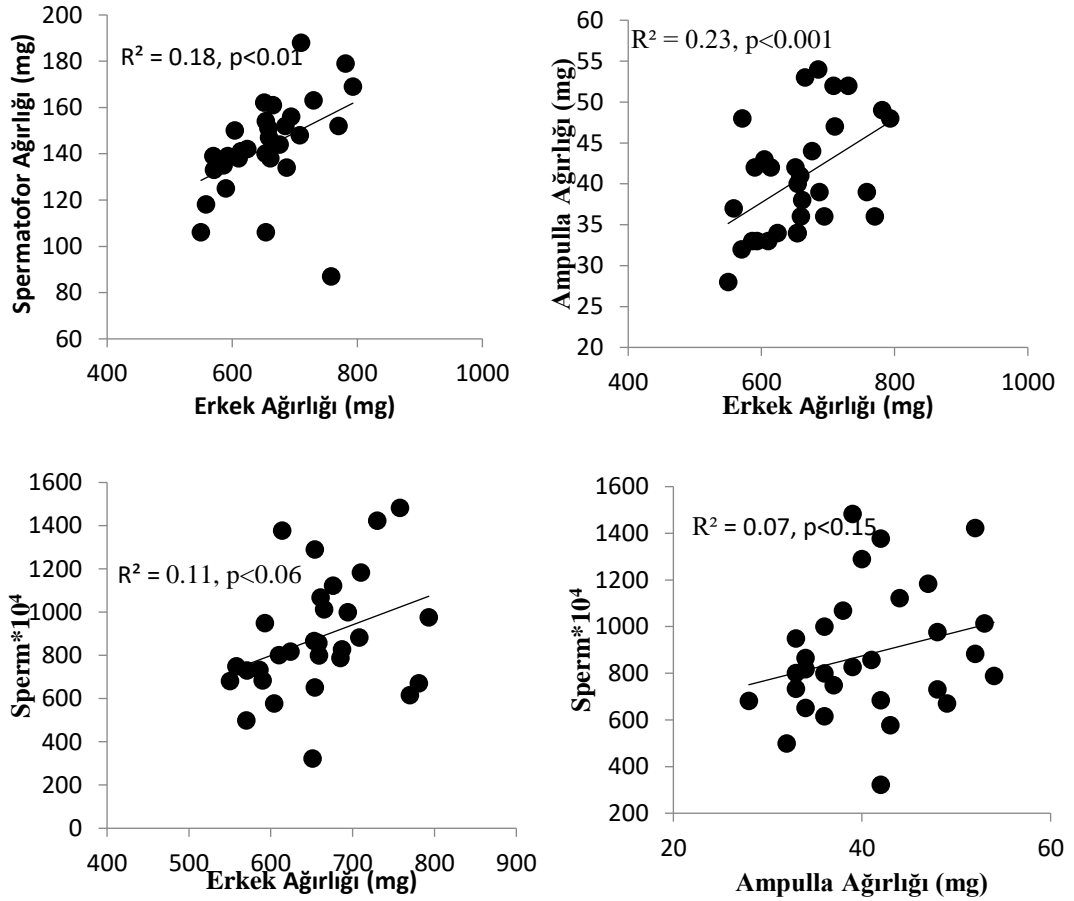 Spermatofor Ağırlığı (mg)
200
180
160
140
120
100
80
60
R² = 0.18, p<0.01
400 600 800 1000
Erkek Ağırlığı (mg)
Ampulla Ağırlığı (mg)
60
55
50
45
40
35
30
25
20
R² = 0.23, p<0.001
400 600 800 1000
Erkek Ağırlığı (mg)
Sperm*10⁴
1600
1400
1200
1000
800
600
400
200
0
R² = 0.11, p<0.06
400 500 600 700 800 900
Erkek Ağırlığı (mg)
Sperm*10⁴
1600
1400
1200
1000
800
600
400
200
R² = 0.07, p<0.15
20 40 60
Ampulla Ağırlığı (mg)